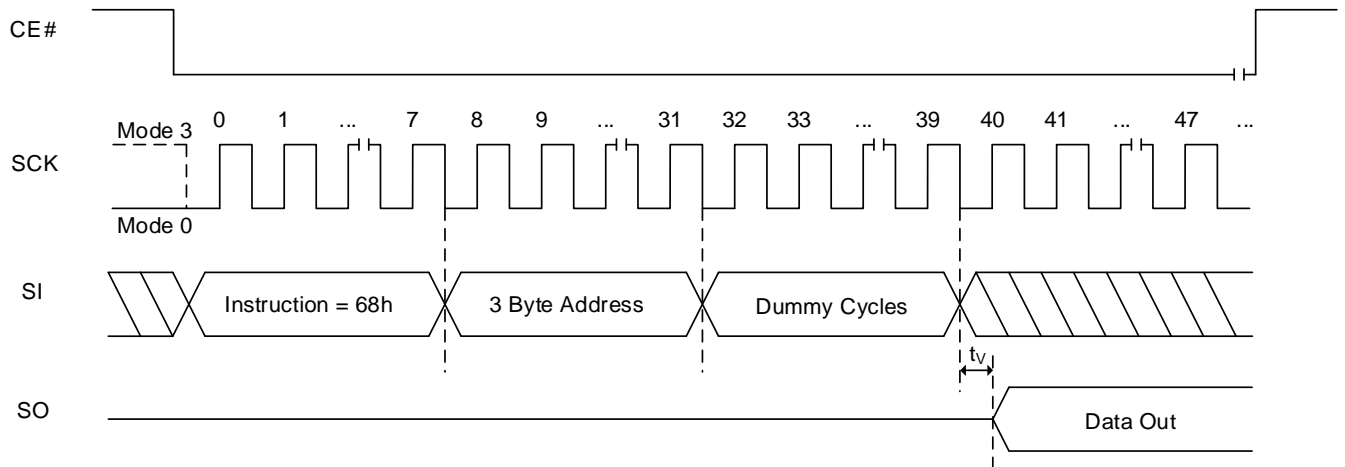 CE#
0 1 ... 7 8 9 ... 31 32 33 ... 39 40 41 ... 47 ...
Mode 3
SCK
Mode 0
SI
Instruction = 68h 3 Byte Address Dummy Cycles
tV
SO
Data Out